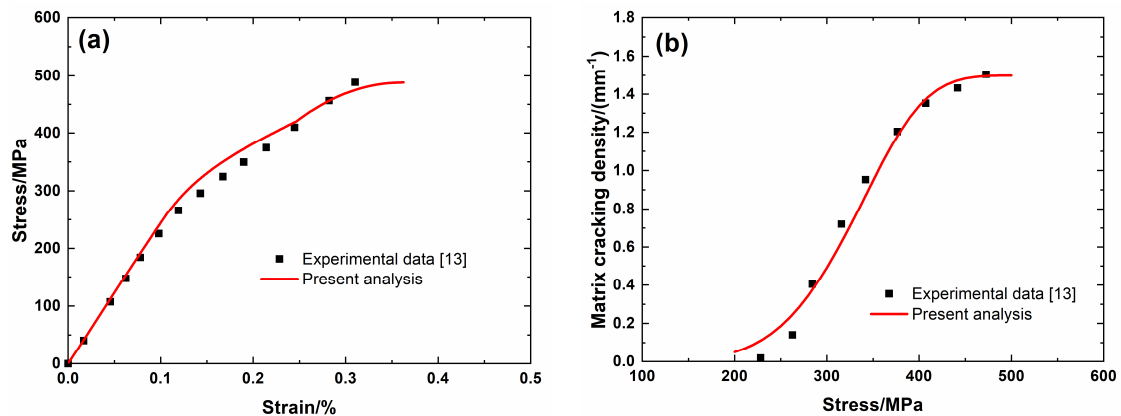 (a)
600
500
400
300
200
100
0
0.0 0.1 0.2 0.3 0.4 0.5
Stress/MPa
Strain/%
Experimental data [13]
Present analysis
(b)
1.8
1.6
1.4
1.2
1.0
0.8
0.6
0.4
0.2
0.0
100 200 300 400 500 600
Matrix cracking density/(mm⁻¹)
Stress/MPa
Experimental data [13]
Present analysis